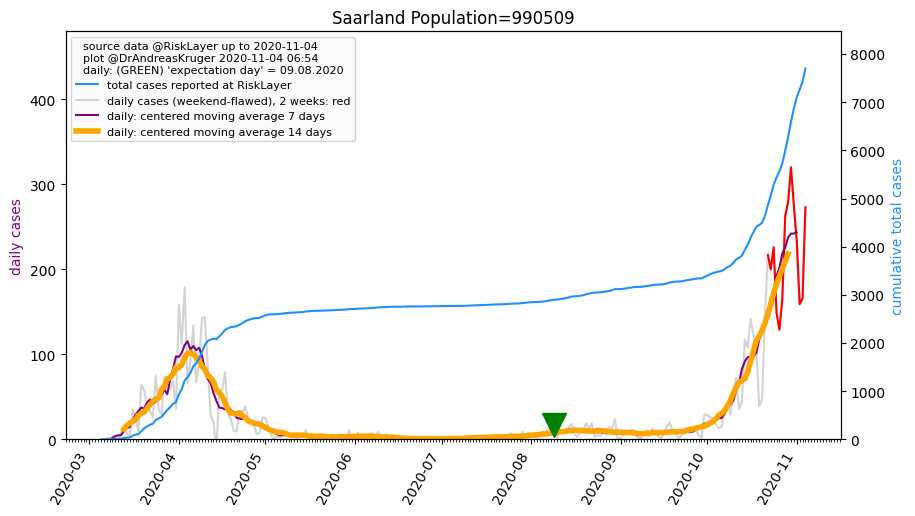 Saarland Population=990509
source data @RiskLayer up to 2020-11-04
plot @DrAndreasKruger 2020-11-04 06:54
daily: (GREEN) 'expectation day' = 09.08.2020
total cases reported at RiskLayer
daily cases (weekend-flawed), 2 weeks: red
daily: centered moving average 7 days
daily: centered moving average 14 days
daily cases
400
300
200
100
0
cumulative total cases
8000
7000
6000
5000
4000
3000
2000
1000
0
2020-03
2020-04
2020-05
2020-06
2020-07
2020-08
2020-09
2020-10
2020-11